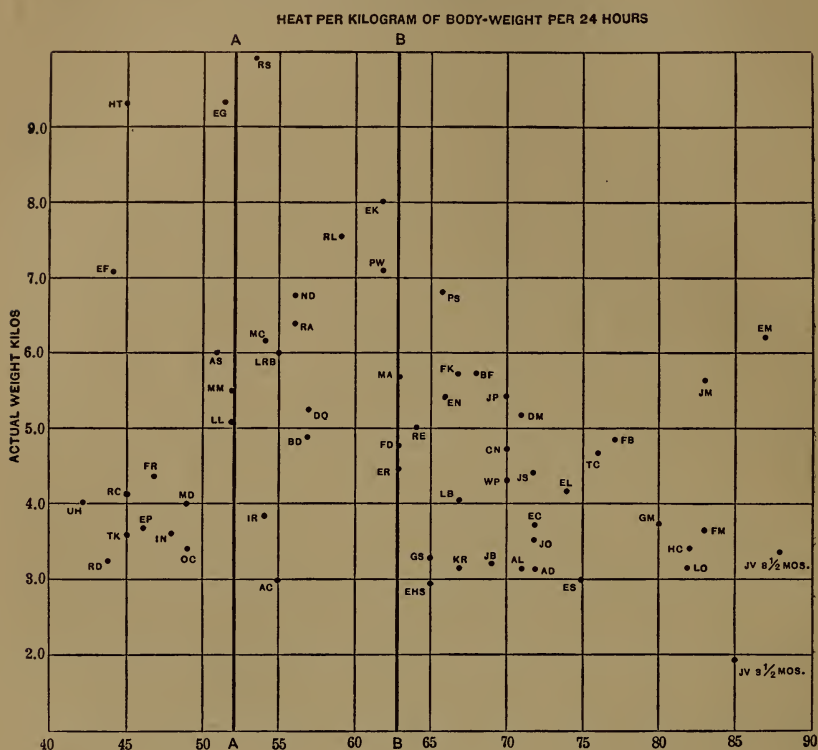 HEAT PER KILOGRAM OF BODY-WEIGHT PER 24 HOURS
A B
RS
HT
EG
9.0
8.0
EK
RL
PW
EF
7.0
ND
PS
RA
MC
EM
6.0
AS
LRB
MA
FK
BF
JM
MM
EN
JP
DQ
DM
LL
5.0
RE
BD
FD
FB
CN
TC
ER
FR
WP
JS
EL
RC
MD
LB
4.0
UH
IR
GM
EC
FM
EP
TK
IN
JO
HC
OC
GS
KR
JB
AL
JV 8 1/2 MOS.
RD
AD
LO
3.0
AC
EHS
ES
2.0
JV 3 1/2 MOS.
40 45 50 A 55 60 B 65 70 75 80 85 90
ACTUAL WEIGHT KILOS